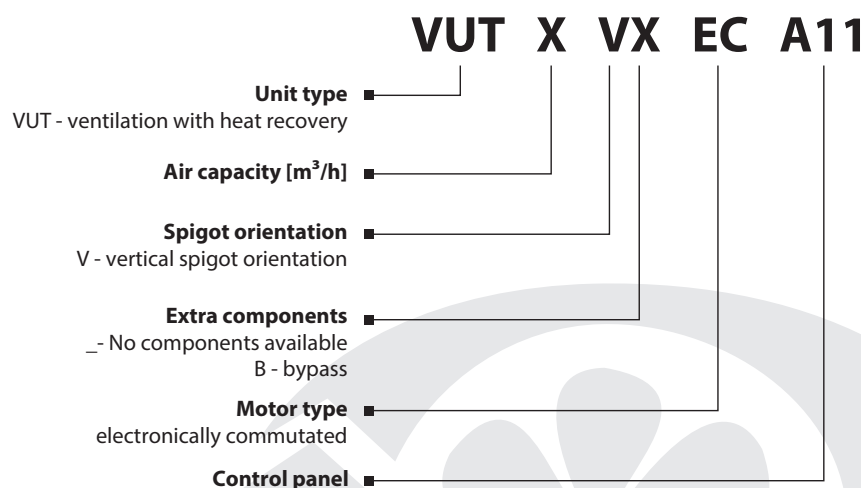 VUT X VX EC A11
Unit type
VUT - ventilation with heat recovery
Air capacity [m³/h]
Spigot orientation
V - vertical spigot orientation
Extra components
_- No components available
B - bypass
Motor type
electronically commutated
Control panel